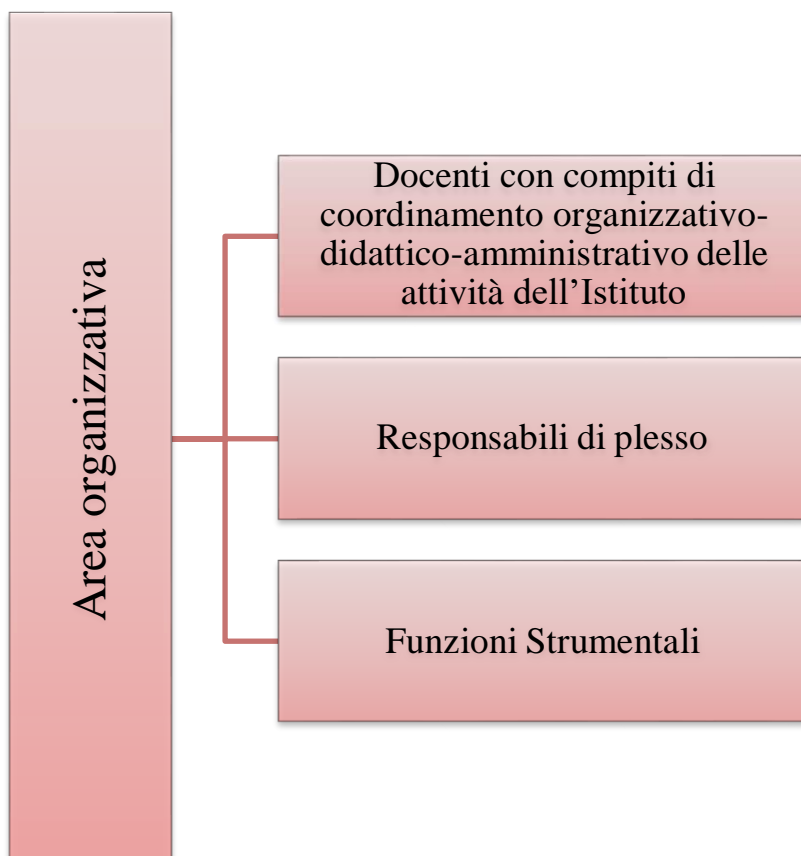 Area organizzativa
Docenti con compiti di
coordinamento organizzativo-
didattico-amministrativo delle
attività dell’Istituto
Responsabili di plesso
Funzioni Strumentali